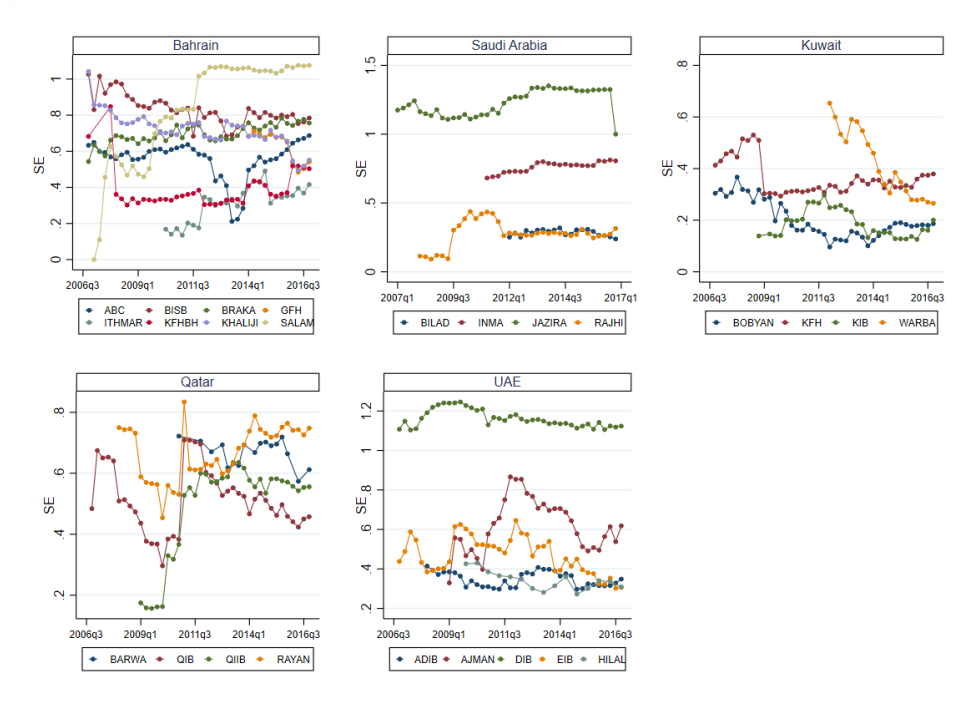 Bahrain
SE
0 .2 .4 .6 .8 1
2006q3 2009q1 2011q3 2014q1 2016q3
ABC BISB BRAKA GFH
ITHMAR KFHBH KHALIJI SALAM
Saudi Arabia
SE
0 .5 1 1.5
2007q1 2009q3 2012q1 2014q3 2017q1
BILAD INMA JAZIRA RAJHI
Kuwait
SE
0 .2 .4 .6 .8
2006q3 2009q1 2011q3 2014q1 2016q3
BOBYAN KFH KIB WARBA
Qatar
SE
.2 .4 .6 .8
2006q3 2009q1 2011q3 2014q1 2016q3
BARWA QIB QIIB RAYAN
UAE
SE
.2 .4 .6 .8 1 1.2
2006q3 2009q1 2011q3 2014q1 2016q3
ADIB AJMAN DIB EIB HILAL